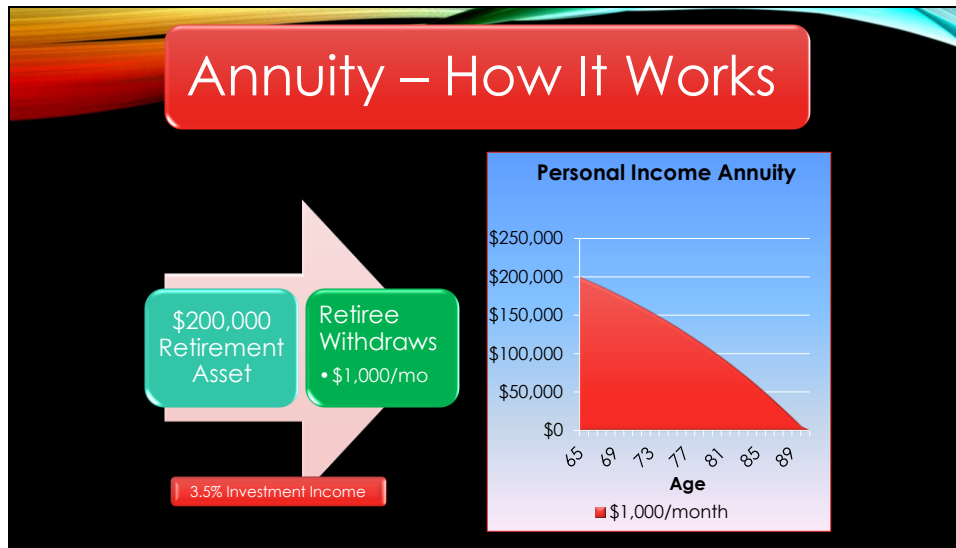 Annuity – How It Works
$200,000
Retirement
Asset
Retiree
Withdraws
• $1,000/mo
3.5% Investment Income
Personal Income Annuity
$250,000
$200,000
$150,000
$100,000
$50,000
$0
65 69 73 77 81 85 89
Age
$1,000/month